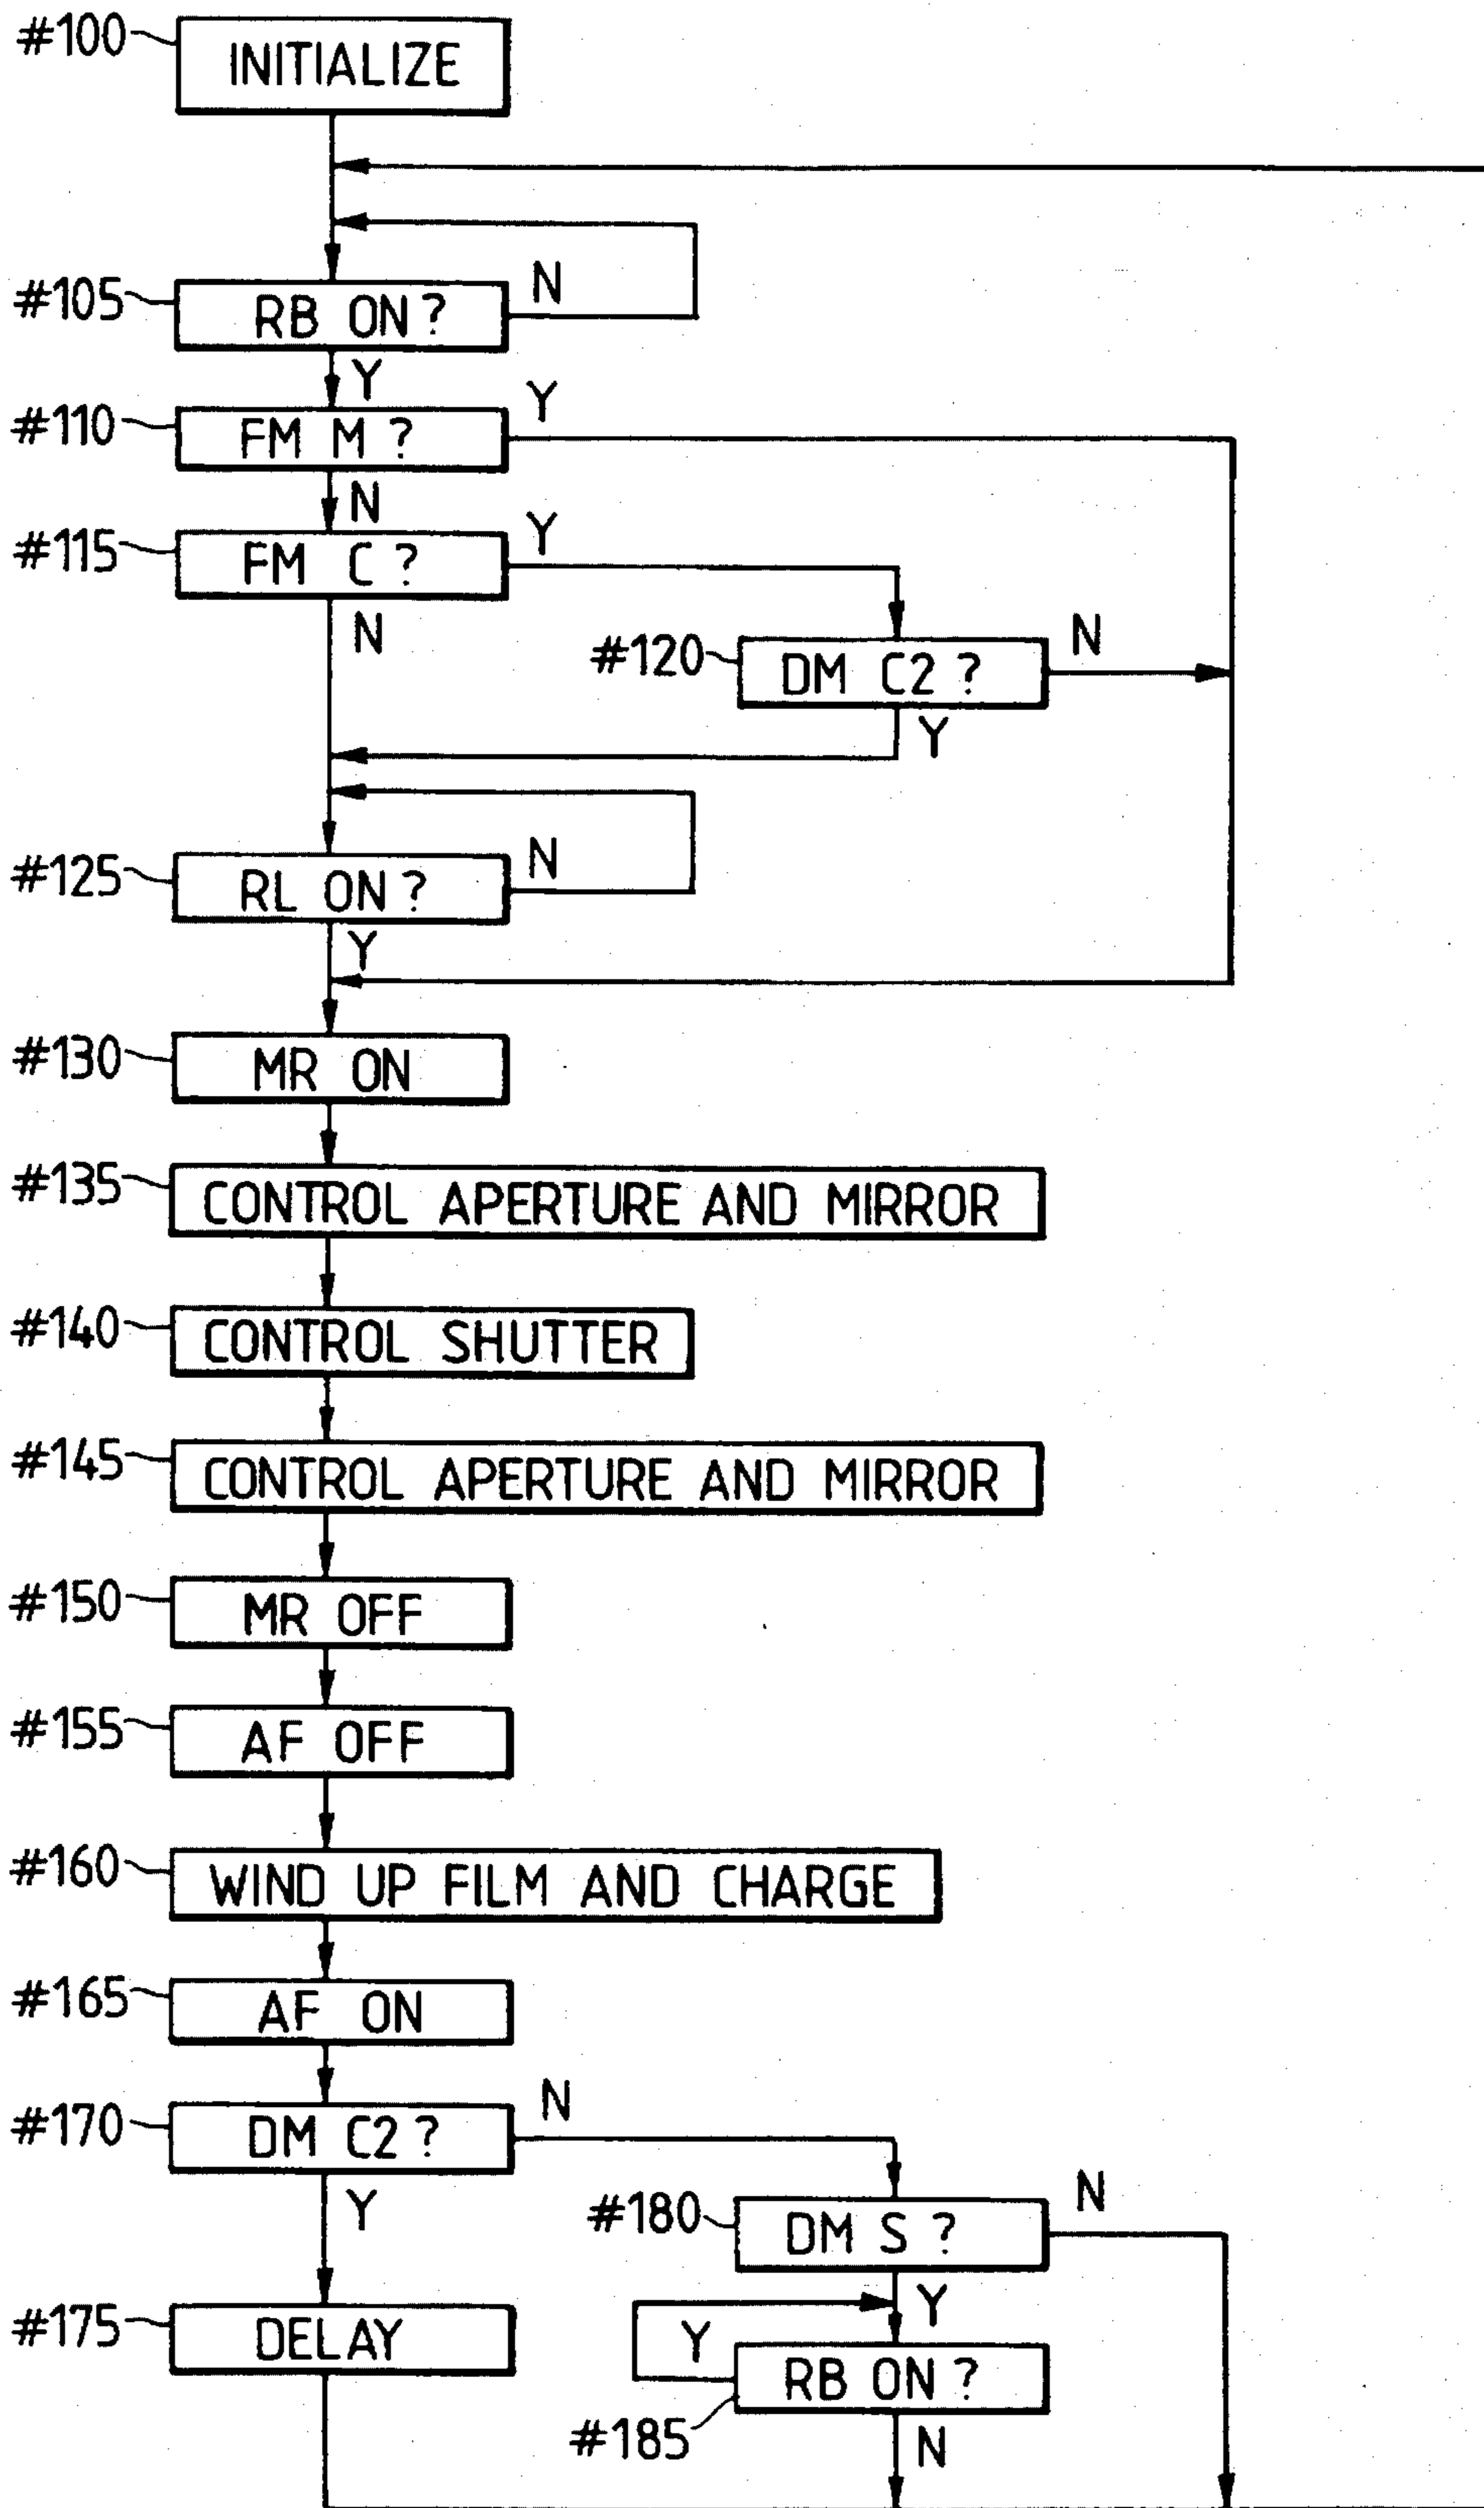 #100 INITIALIZE
#105 RB ON ? N
Y
#110 FM M ? Y
N
#115 FM C ? Y
N
#120 DM C2 ? N
Y
#125 RL ON ? N
Y
#130 MR ON
#135 CONTROL APERTURE AND MIRROR
#140 CONTROL SHUTTER
#145 CONTROL APERTURE AND MIRROR
#150 MR OFF
#155 AF OFF
#160 WIND UP FILM AND CHARGE
#165 AF ON
#170 DM C2 ? N
Y
#180 DM S ? N
Y
#175 DELAY
Y
RB ON ?
#185
N